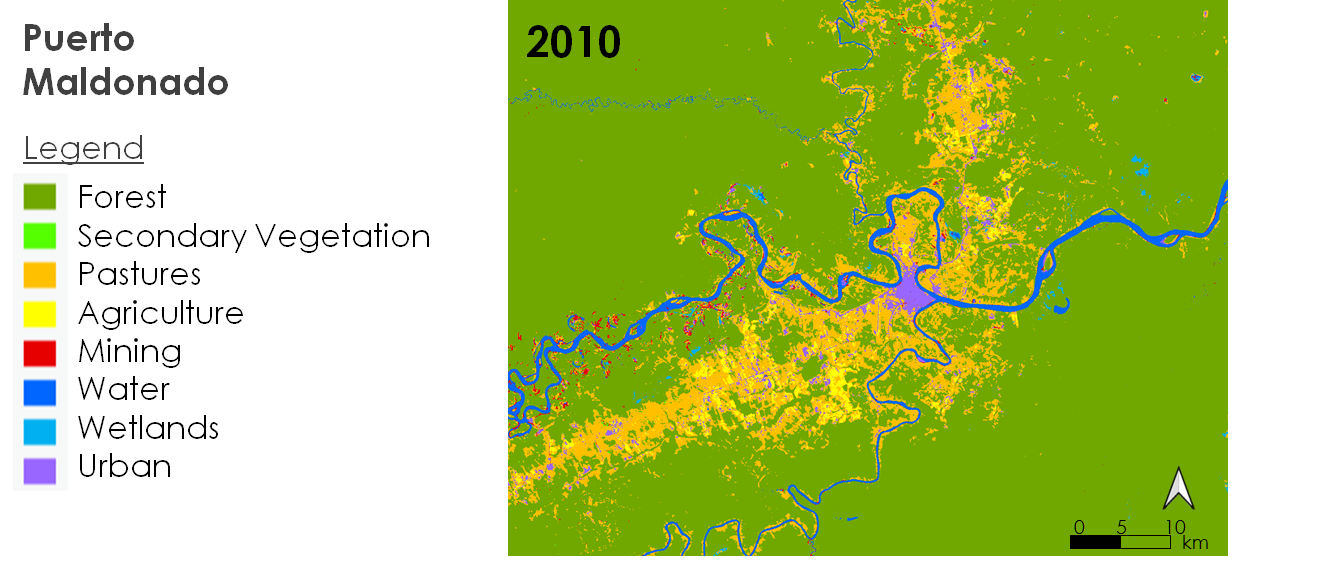 Puerto
Maldonado
Legend
Forest
Secondary Vegetation
Pastures
Agriculture
Mining
Water
Wetlands
Urban
2010
0 5 10
km